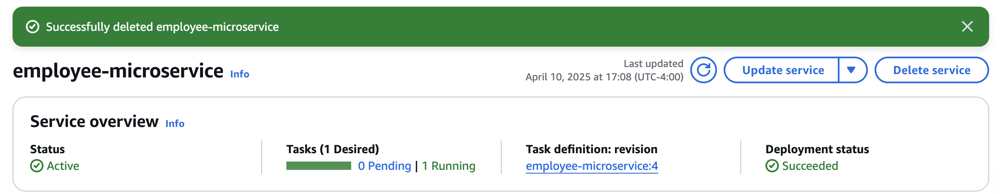 Successfully deleted employee-microservice
employee-microservice Info
Last updated
April 10, 2025 at 17:08 (UTC-4:00)
Update service
Delete service
Service overview Info
Status
Active
Tasks (1 Desired)
0 Pending | 1 Running
Task definition: revision
employee-microservice:4
Deployment status
Succeeded